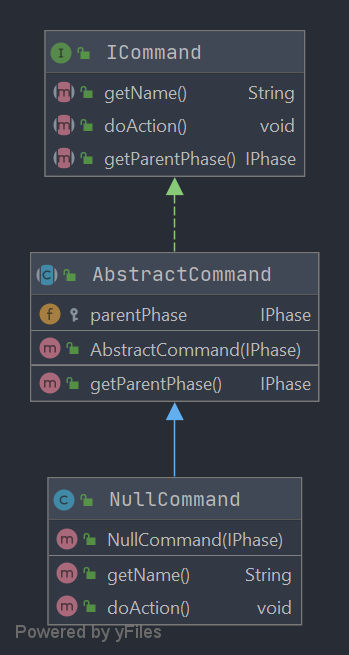 I ICommand
m getName() String
m doAction() void
m getParentPhase() IPhase
C AbstractCommand
f parentPhase IPhase
m AbstractCommand(IPhase)
m getParentPhase() IPhase
C NullCommand
m NullCommand(IPhase)
m getName() String
m doAction() void
Powered by yFiles